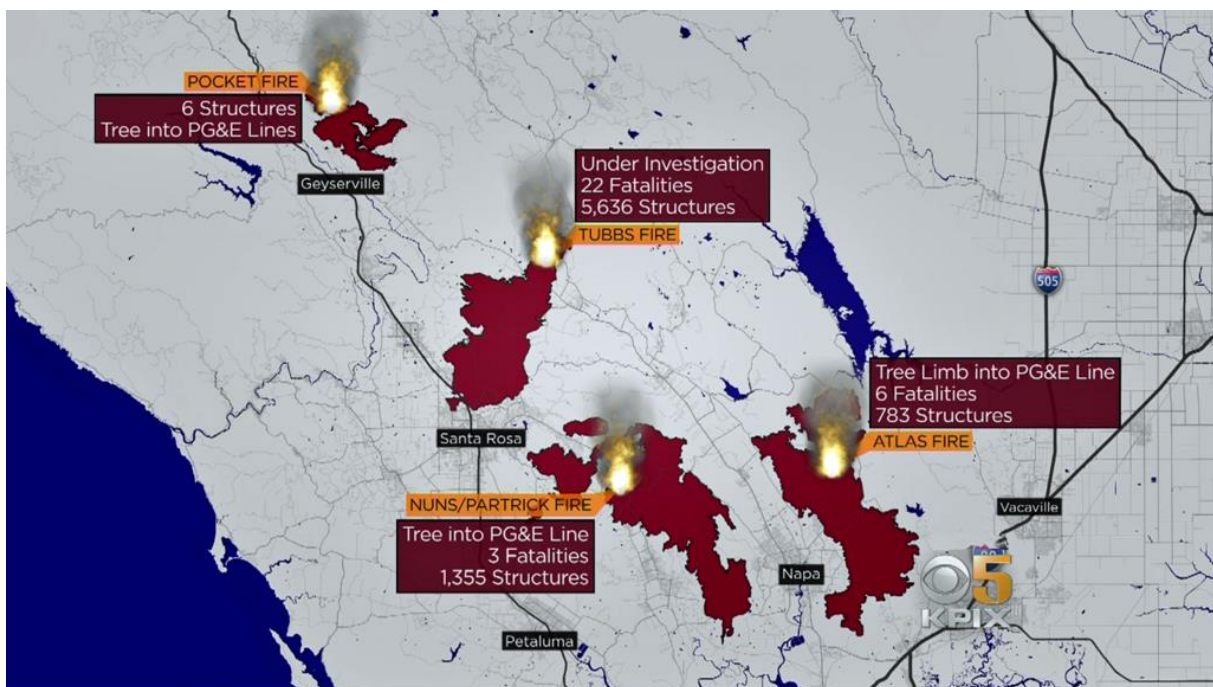 POCKET FIRE
6 Structures
Tree into PG&E Lines
Geyserville
Under Investigation
22 Fatalities
5,636 Structures
TUBBS FIRE
505
Tree Limb into PG&E Line
6 Fatalities
783 Structures
ATLAS FIRE
Santa Rosa
NUNS/PARTRICK FIRE
Tree into PG&E Line
3 Fatalities
1,355 Structures
Vacaville
Napa
5
KPIX
Petaluma